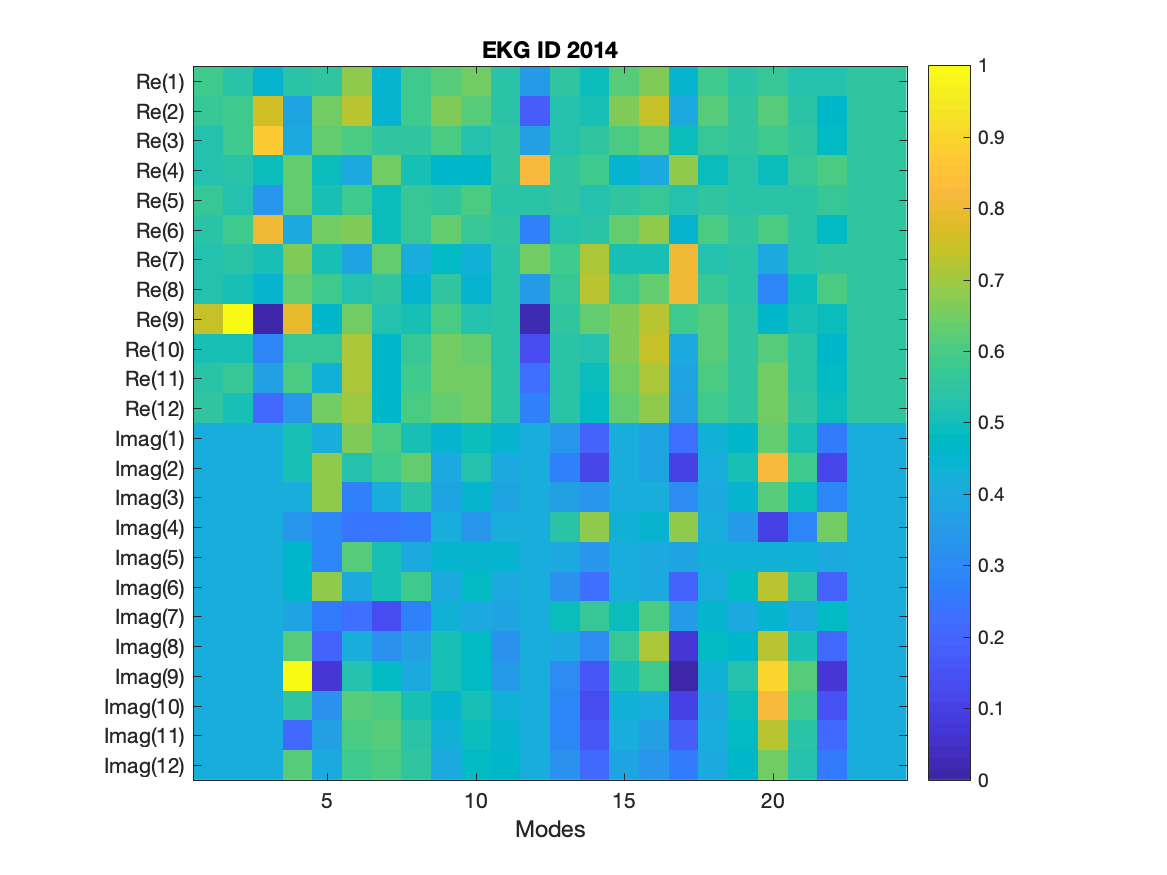 EKG ID 2014
Re(1)
Re(2)
Re(3)
Re(4)
Re(5)
Re(6)
Re(7)
Re(8)
Re(9)
Re(10)
Re(11)
Re(12)
Imag(1)
Imag(2)
Imag(3)
Imag(4)
Imag(5)
Imag(6)
Imag(7)
Imag(8)
Imag(9)
Imag(10)
Imag(11)
Imag(12)
5 10 15 20
Modes
1
0.9
0.8
0.7
0.6
0.5
0.4
0.3
0.2
0.1
0